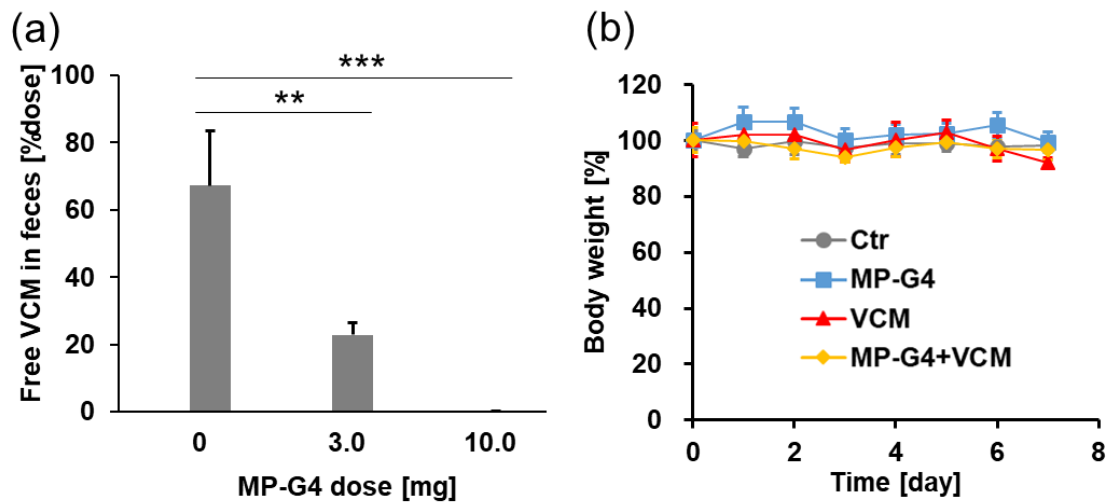 (a)
***
**
100
80
60
40
20
0
Free VCM in feces [%dose]
0 3.0 10.0
MP-G4 dose [mg]
(b)
120
100
80
60
40
20
0
Body weight [%]
Ctr
MP-G4
VCM
MP-G4+VCM
0 2 4 6 8
Time [day]